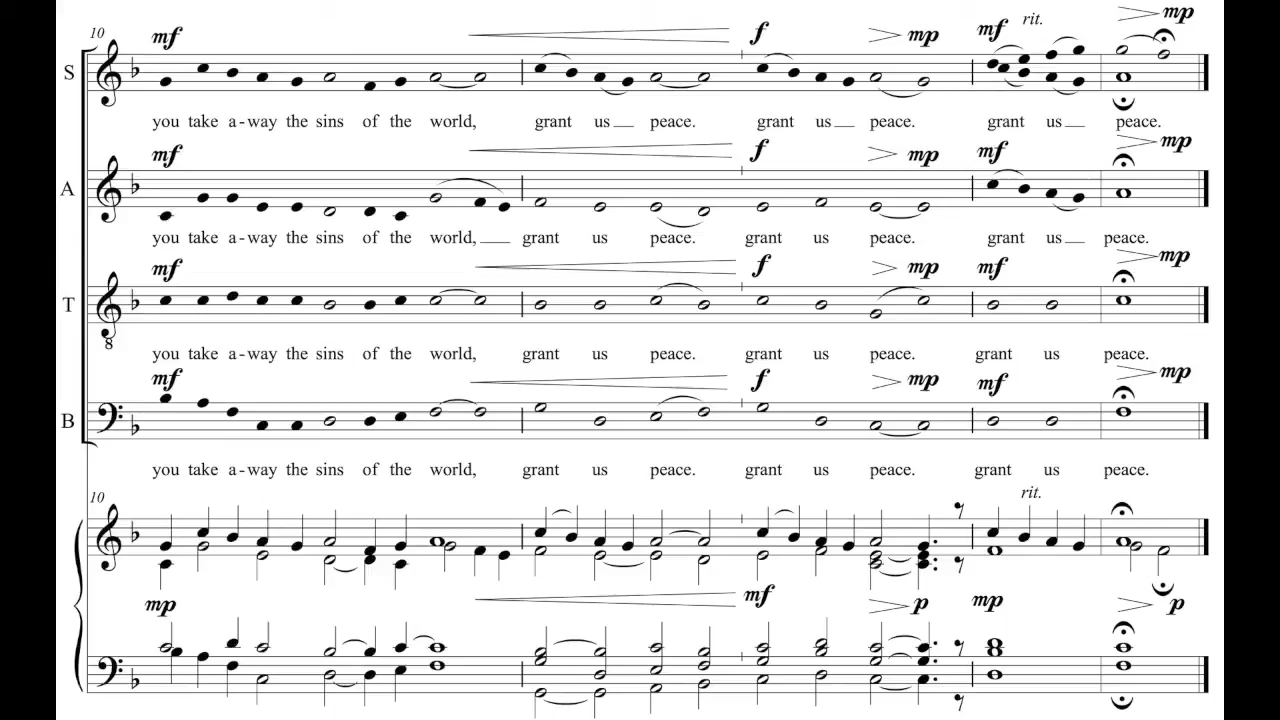 mp
rit.
10 mf f mf
mp
S
you take a-way the sins of the world, grant us peace. grant us peace. grant us peace.
mf f mf mp
mp
A
you take a-way the sins of the world, grant us peace. grant us peace. grant us peace.
mf f mp mf mp
T
8
you take a-way the sins of the world, grant us peace. grant us peace. grant us peace.
mf f mp mf mp
B
you take a-way the sins of the world, grant us peace. grant us peace. grant us peace.
10 rit.
mp mf p mp p